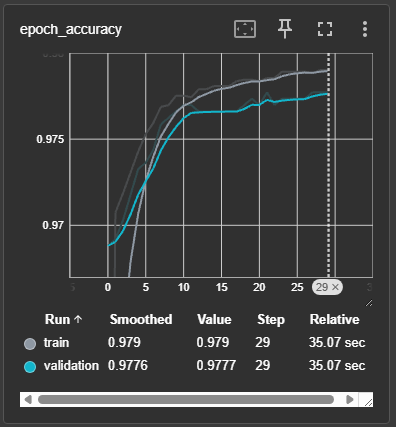 epoch_accuracy
0.975
0.97
0 5 10 15 20 25 29 ×
Run ↑ Smoothed Value Step Relative
train 0.979 0.979 29 35.07 sec
validation 0.9776 0.9777 29 35.07 sec